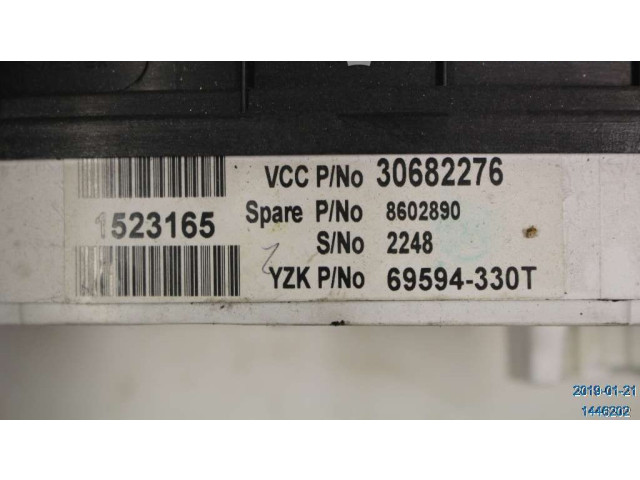 1523165
VCC P/No 30682276
Spare P/No 8602890
S/No 2248
YZK P/No 69594-330T
2019-01-21
1446202